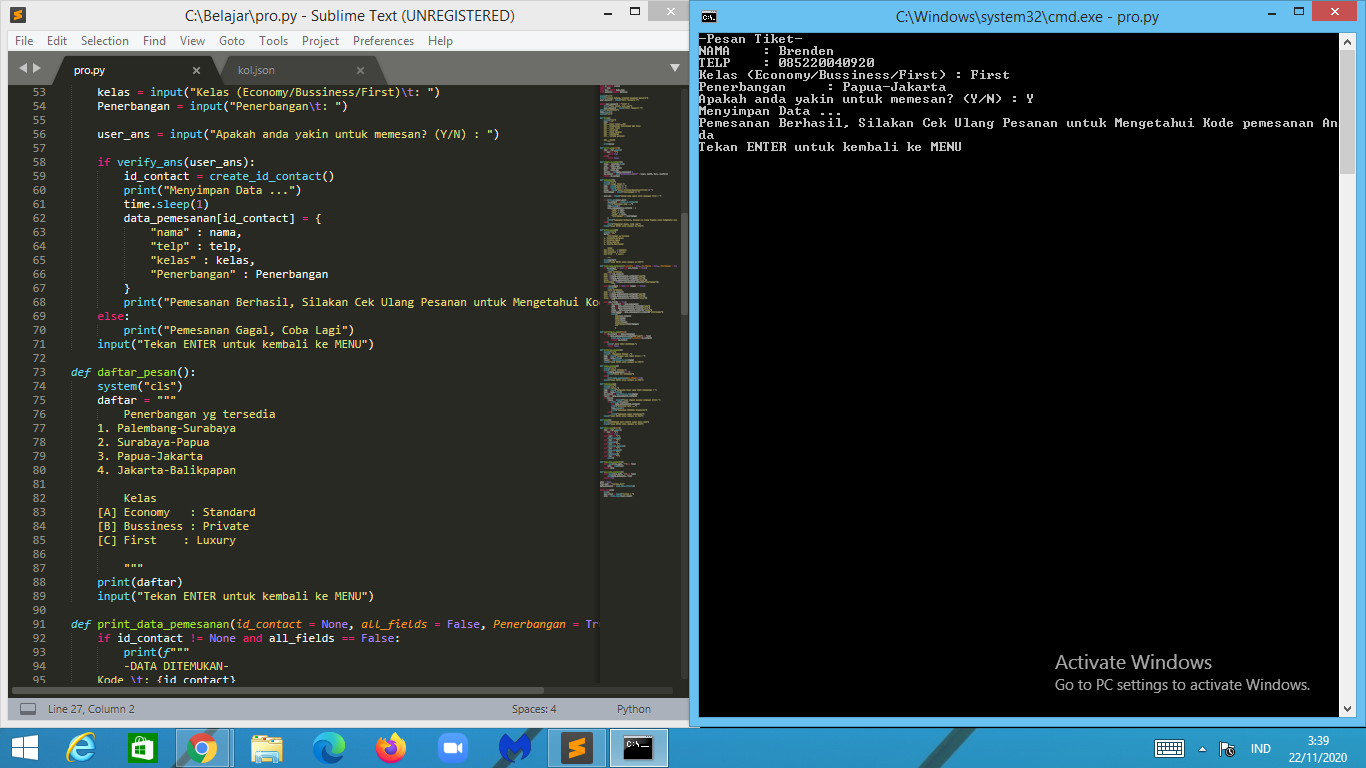 C:\Belajar\pro.py - Sublime Text (UNREGISTERED)
File Edit Selection Find View Goto Tools Project Preferences Help
pro.py
kol.json
53 kelas = input("Kelas (Economy/Bussiness/First)\t: ")
54 Penerbangan = input("Penerbangan\t: ")
55
56 user_ans = input("Apakah anda yakin untuk memesan? (Y/N) : ")
57
58 if verify_ans(user_ans):
59 id_contact = create_id_contact()
60 print("Menyimpan Data ...")
61 time.sleep(1)
62 data_pemesanan[id_contact] = {
63 "nama" : nama,
64 "telp" : telp,
65 "kelas" : kelas,
66 "Penerbangan" : Penerbangan
67 }
68 print("Pemesanan Berhasil, Silakan Cek Ulang Pesanan untuk Mengetahui Ko
69 else:
70 print("Pemesanan Gagal, Coba Lagi")
71 input("Tekan ENTER untuk kembali ke MENU")
72
73 def daftar_pesan():
74 system("cls")
75 daftar = """
76 Penerbangan yg tersedia
77 1. Palembang-Surabaya
78 2. Surabaya-Papua
79 3. Papua-Jakarta
80 4. Jakarta-Balikpapan
81
82 Kelas
83 [A] Economy : Standard
84 [B] Bussiness : Private
85 [C] First : Luxury
86
87 """
88 print(daftar)
89 input("Tekan ENTER untuk kembali ke MENU")
90
91 def print_data_pemesanan(id_contact = None, all_fields = False, Penerbangan = Tr
92 if id_contact != None and all_fields == False:
93 print(f"""
94 -DATA DITEMUKAN-
95 Kode \t: {id_contact}
Line 27, Column 2
Spaces: 4
Python
C:\Windows\system32\cmd.exe - pro.py
-Pesan Tiket-
NAMA : Brenden
TELP : 085220040920
Kelas (Economy/Bussiness/First) : First
Penerbangan : Papua-Jakarta
Apakah anda yakin untuk memesan? (Y/N) : Y
Menyimpan Data ...
Pemesanan Berhasil, Silakan Cek Ulang Pesanan untuk Mengetahui Kode pemesanan An
da
Tekan ENTER untuk kembali ke MENU
Activate Windows
Go to PC settings to activate Windows.
IND
3:39
22/11/2020